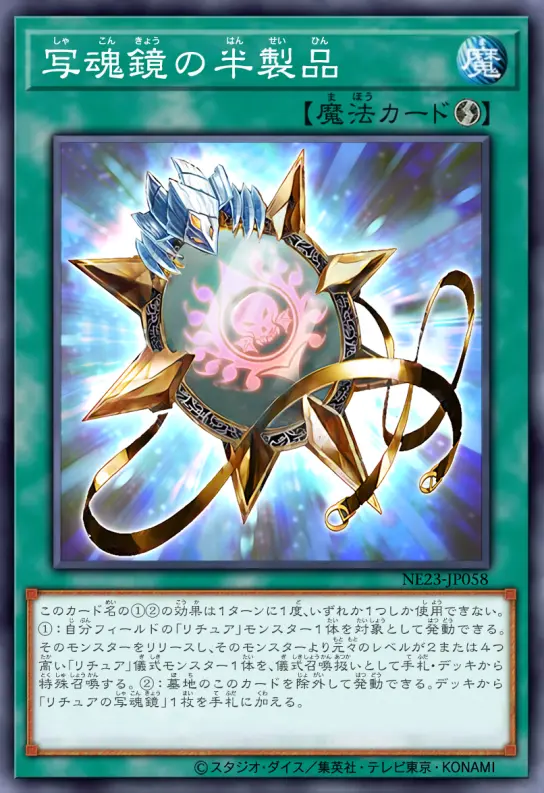 写魂鏡の半製品
魔
【魔法カード】
NE23-JP058
このカード名の①②の効果は1ターンに1度、いずれか1つしか使用できない。
①：自分フィールドの「リチュア」モンスター1体を対象として発動できる。
そのモンスターをリリースし、そのモンスターより元々のレベルが２または４つ
高い「リチュア」儀式モンスター1体を、儀式召喚扱いとして手札・デッキから
特殊召喚する。②：墓地のこのカードを除外して発動できる。デッキから
「リチュアの写魂鏡」1枚を手札に加える。
©スタジオ・ダイス／集英社・テレビ東京・KONAMI